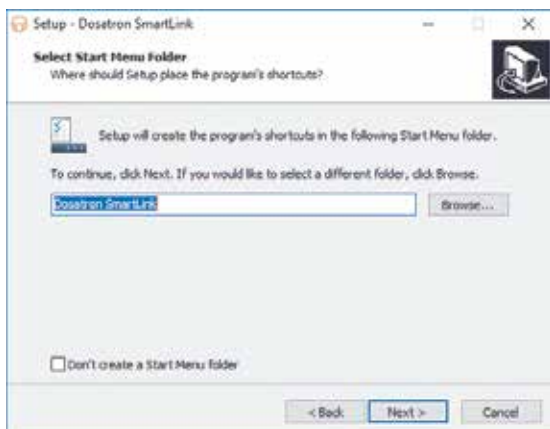 Setup - Dosatron SmartLink
Select Start Menu Folder
Where should Setup place the program's shortcuts?
Setup will create the program's shortcuts in the following Start Menu folder.
To continue, click Next. If you would like to select a different folder, click Browse.
Dosatron SmartLink
Browse...
Don't create a Start Menu folder
< Back
Next >
Cancel